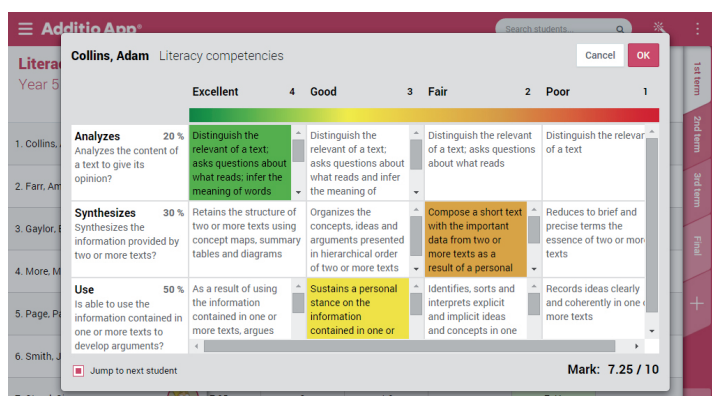 Additio App®
Search students...
Litera
Year 5
Collins, Adam Literacy competencies
Cancel
OK
Excellent 4 Good 3 Fair 2 Poor 1
Analyzes 20 %
Analyzes the content of
a text to give its
opinion?
Distinguish the
relevant of a text;
asks questions about
what reads; infer the
meaning of words
Distinguish the
relevant of a text;
asks questions about
what reads and infer
the meaning of
Distinguish the relevant
of a text; asks questions
about what reads
Distinguish the relevan
of a text
Synthesizes 30 %
Synthesizes the
information provided by
two or more texts?
Retains the structure of
two or more texts using
concept maps, summary
tables and diagrams
Organizes the
concepts, ideas and
arguments presented
in hierarchical order
of two or more texts
Compose a short text
with the important
data from two or
more texts as a
result of a personal
Reduces to brief and
precise terms the
essence of two or more
texts
Use 50 %
Is able to use the
information contained in
one or more texts to
develop arguments?
As a result of using
the information
contained in one or
more texts, argues
Sustains a personal
stance on the
information
contained in one or
Identifies, sorts and
interprets explicit
and implicit ideas
and concepts in one
Records ideas clearly
and coherently in one
more texts
Jump to next student
Mark: 7.25 / 10
1. Collins,
2. Farr, Am
3. Gaylor,
4. More, M
5. Page, Pa
6. Smith, J
1st term
2nd term
3rd term
Final